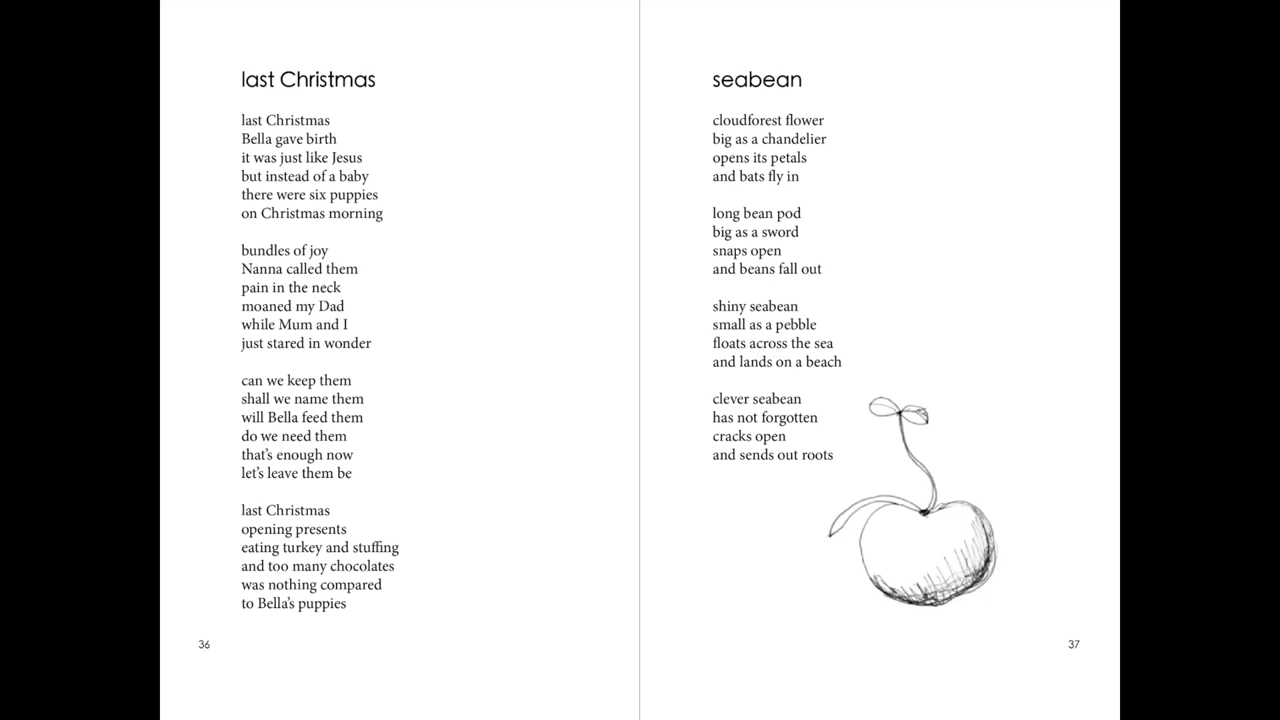 last Christmas
last Christmas
Bella gave birth
it was just like Jesus
but instead of a baby
there were six puppies
on Christmas morning
bundles of joy
Nanna called them
pain in the neck
moaned my Dad
while Mum and I
just stared in wonder
can we keep them
shall we name them
will Bella feed them
do we need them
that's enough now
let's leave them be
last Christmas
opening presents
eating turkey and stuffing
and too many chocolates
was nothing compared
to Bella's puppies
36
seabean
cloudforest flower
big as a chandelier
opens its petals
and bats fly in
long bean pod
big as a sword
snaps open
and beans fall out
shiny seabean
small as a pebble
floats across the sea
and lands on a beach
clever seabean
has not forgotten
cracks open
and sends out roots
37